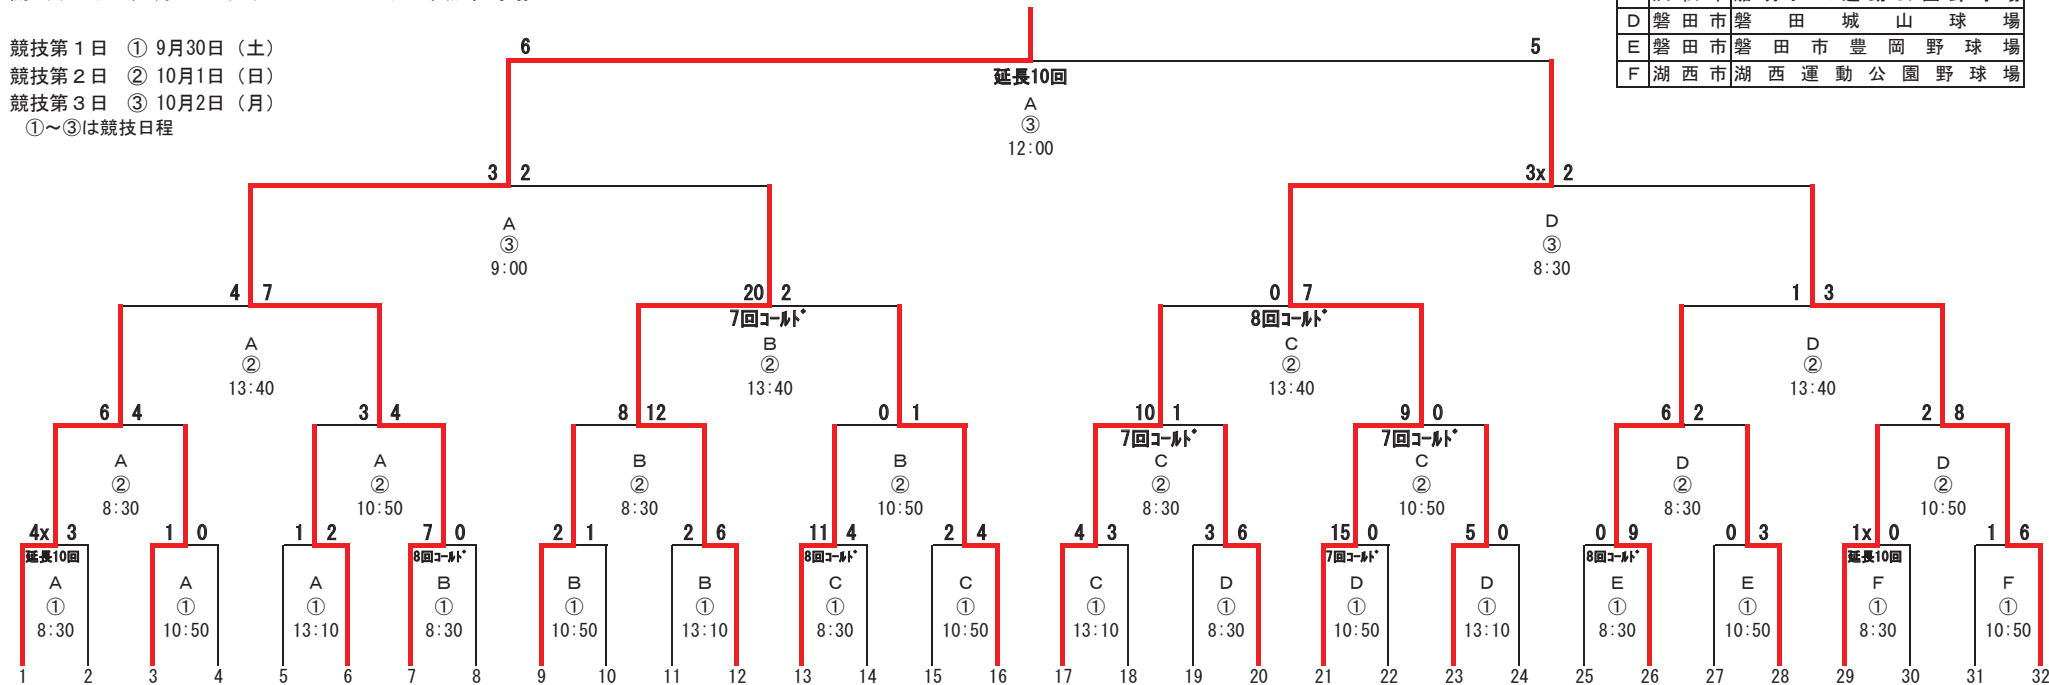 D 磐田市 磐田城山球場
E 磐田市 磐田市豊岡野球場
F 湖西市 湖西運動公園野球場
競技第１日 ① 9月30日（土）
競技第２日 ② 10月1日（日）
競技第３日 ③ 10月2日（月）
①～③は競技日程
6 5
延長10回
A
③
12:00
3 2 3x 2
A D
③ ③
9:00 8:30
4 7 20 2 0 7 1 3
7回ｺｰﾙﾄﾞ 8回ｺｰﾙﾄﾞ
A B C D
② ② ② ②
13:40 13:40 13:40 13:40
6 4 3 4 8 12 0 1 10 1 9 0 6 2 2 8
7回ｺｰﾙﾄﾞ 7回ｺｰﾙﾄﾞ
A A B B C C D D
② ② ② ② ② ② ② ②
8:30 10:50 8:30 10:50 8:30 10:50 8:30 10:50
4x 3 1 0 1 2 7 0 2 1 2 6 11 4 2 4 4 3 3 6 15 0 5 0 0 9 0 3 1x 0 1 6
延長10回 8回ｺｰﾙﾄﾞ 8回ｺｰﾙﾄﾞ 7回ｺｰﾙﾄﾞ 8回ｺｰﾙﾄﾞ 延長10回
A A A B B B C C C D D D E E F F
① ① ① ① ① ① ① ① ① ① ① ① ① ① ① ①
8:30 10:50 13:10 8:30 10:50 13:10 8:30 10:50 13:10 8:30 10:50 13:10 8:30 10:50 8:30 10:50
1 2 3 4 5 6 7 8 9 10 11 12 13 14 15 16 17 18 19 20 21 22 23 24 25 26 27 28 29 30 31 32